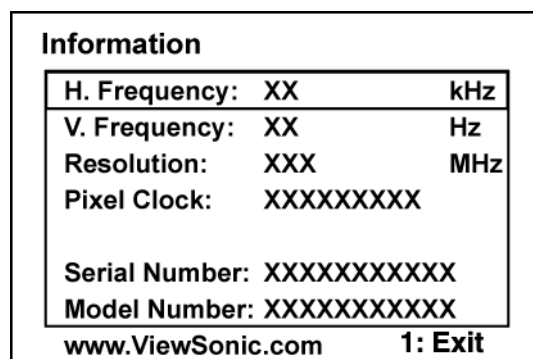 Information
H. Frequency: XX kHz
V. Frequency: XX Hz
Resolution: XXX MHz
Pixel Clock: XXXXXXXXX
Serial Number: XXXXXXXXXXX
Model Number: XXXXXXXXXXX
www.ViewSonic.com 1: Exit